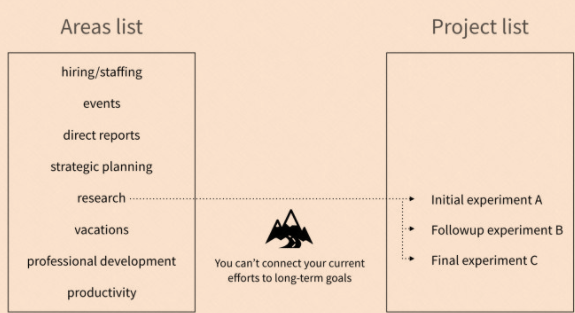 Areas list
Project list
hiring/staffing
events
direct reports
strategic planning
research
vacations
professional development
productivity
You can't connect your current
efforts to long-term goals
Initial experiment A
Followup experiment B
Final experiment C